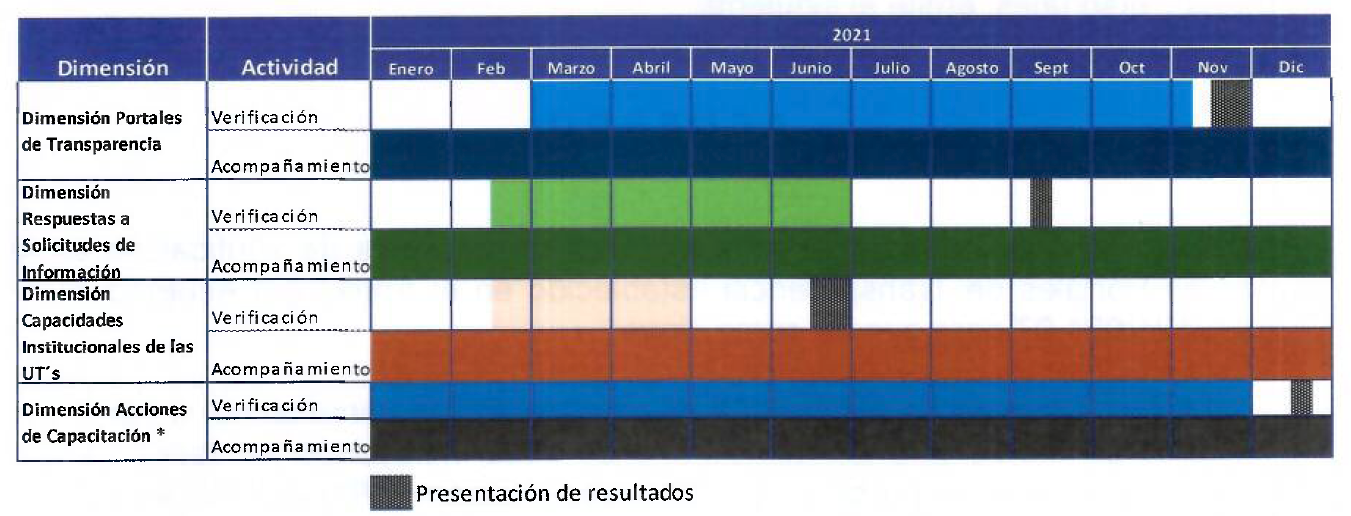 2021
Dimensión Actividad Enero Feb Marzo Abril Mayo Junio Julio Agosto Sept Oct Nov Dic
Dimensión Portales
de Transparencia
Verificación
Acompañamiento
Dimensión
Respuestas a
Solicitudes de
Información
Verificación
Acompañamiento
Dimensión
Capacidades
Institucionales de las
UT´s
Verificación
Acompañamiento
Dimensión Acciones
de Capacitación *
Verificación
Acompañamiento
Presentación de resultados